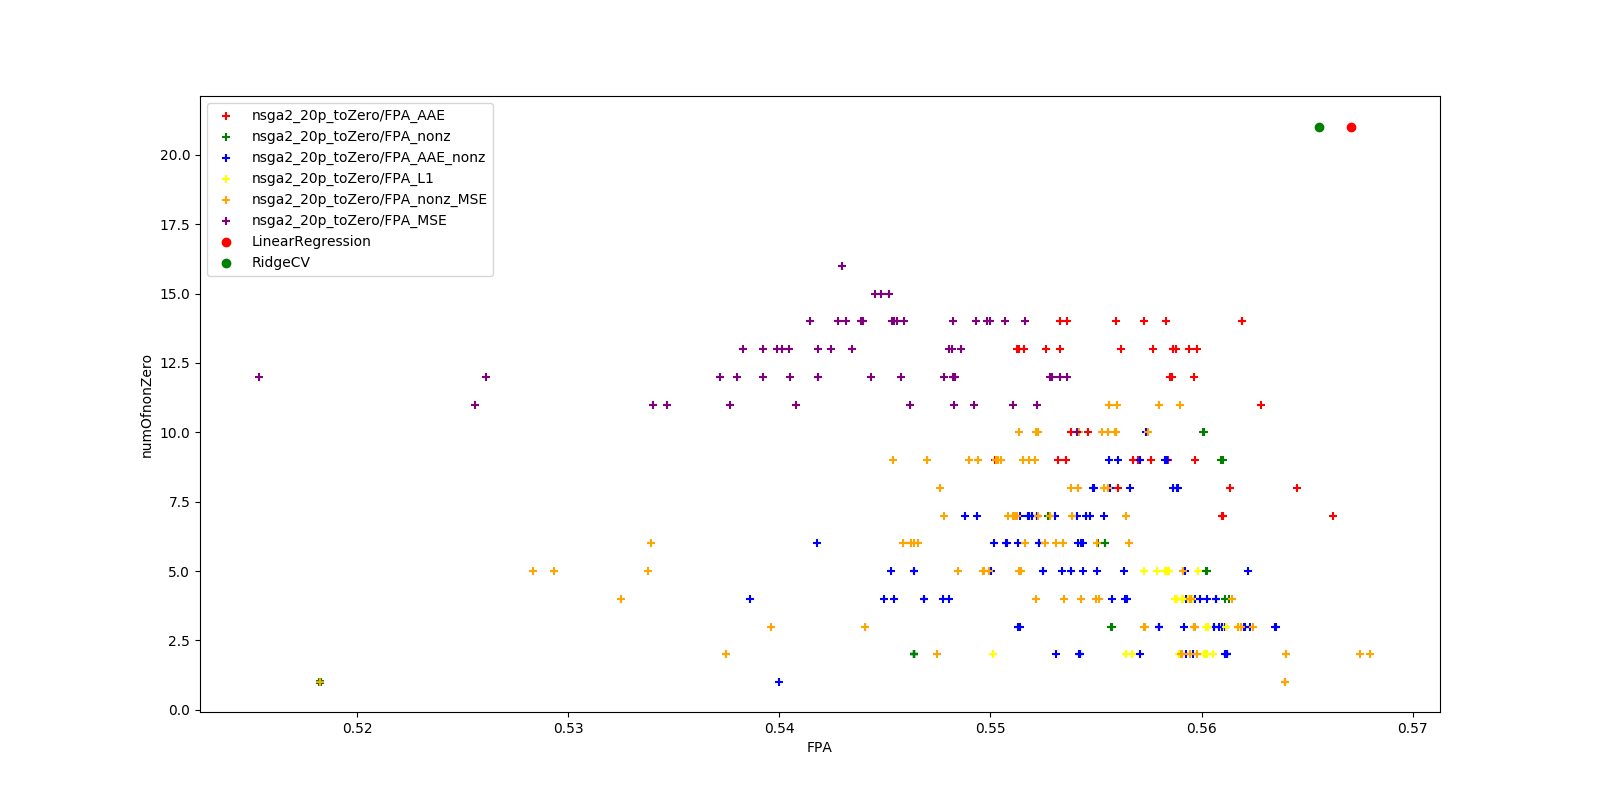 nsga2_20p_toZero/FPA_AAE
nsga2_20p_toZero/FPA_nonz
nsga2_20p_toZero/FPA_AAE_nonz
nsga2_20p_toZero/FPA_L1
nsga2_20p_toZero/FPA_nonz_MSE
nsga2_20p_toZero/FPA_MSE
LinearRegression
RidgeCV
numOfnonZero
20.0
17.5
15.0
12.5
10.0
7.5
5.0
2.5
0.0
0.52 0.53 0.54 0.55 0.56 0.57
FPA